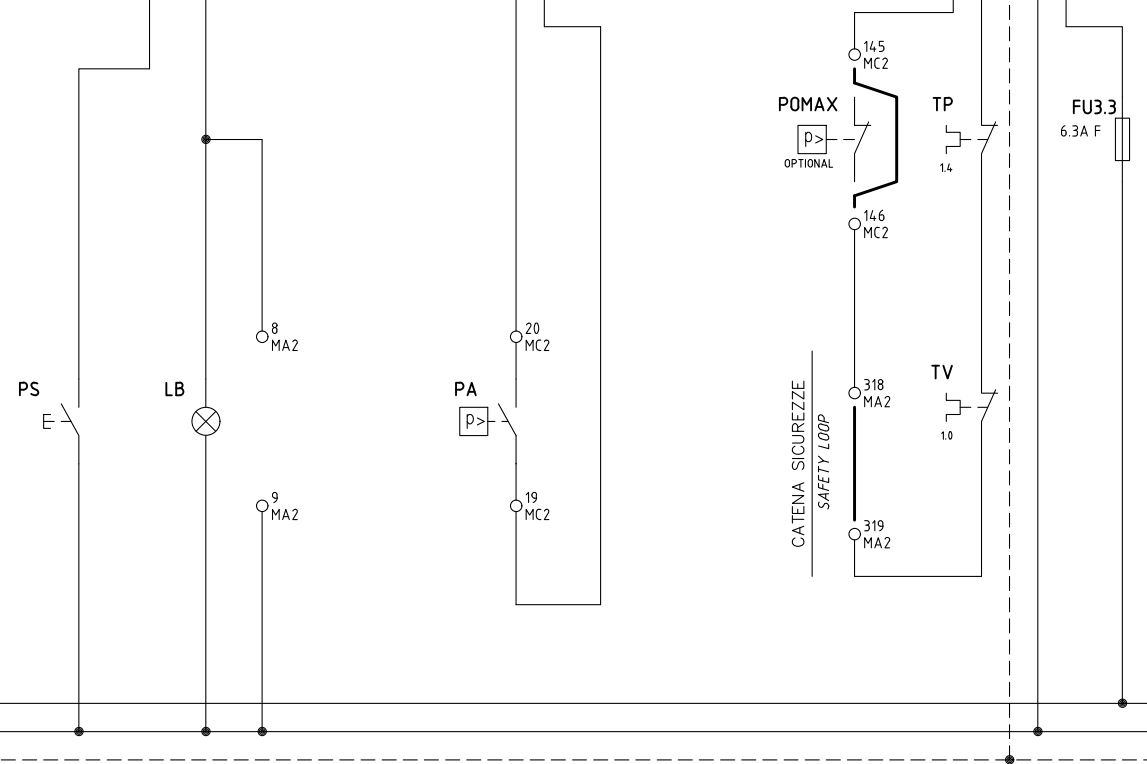 145
MC2
POMAX
p>
OPTIONAL
TP
1.4
FU3.3
6.3A F
146
MC2
8
MA2
20
MC2
PS
LB
PA
p>
TV
1.0
318
MA2
CATENA SICUREZZE
SAFETY LOOP
9
MA2
19
MC2
319
MA2